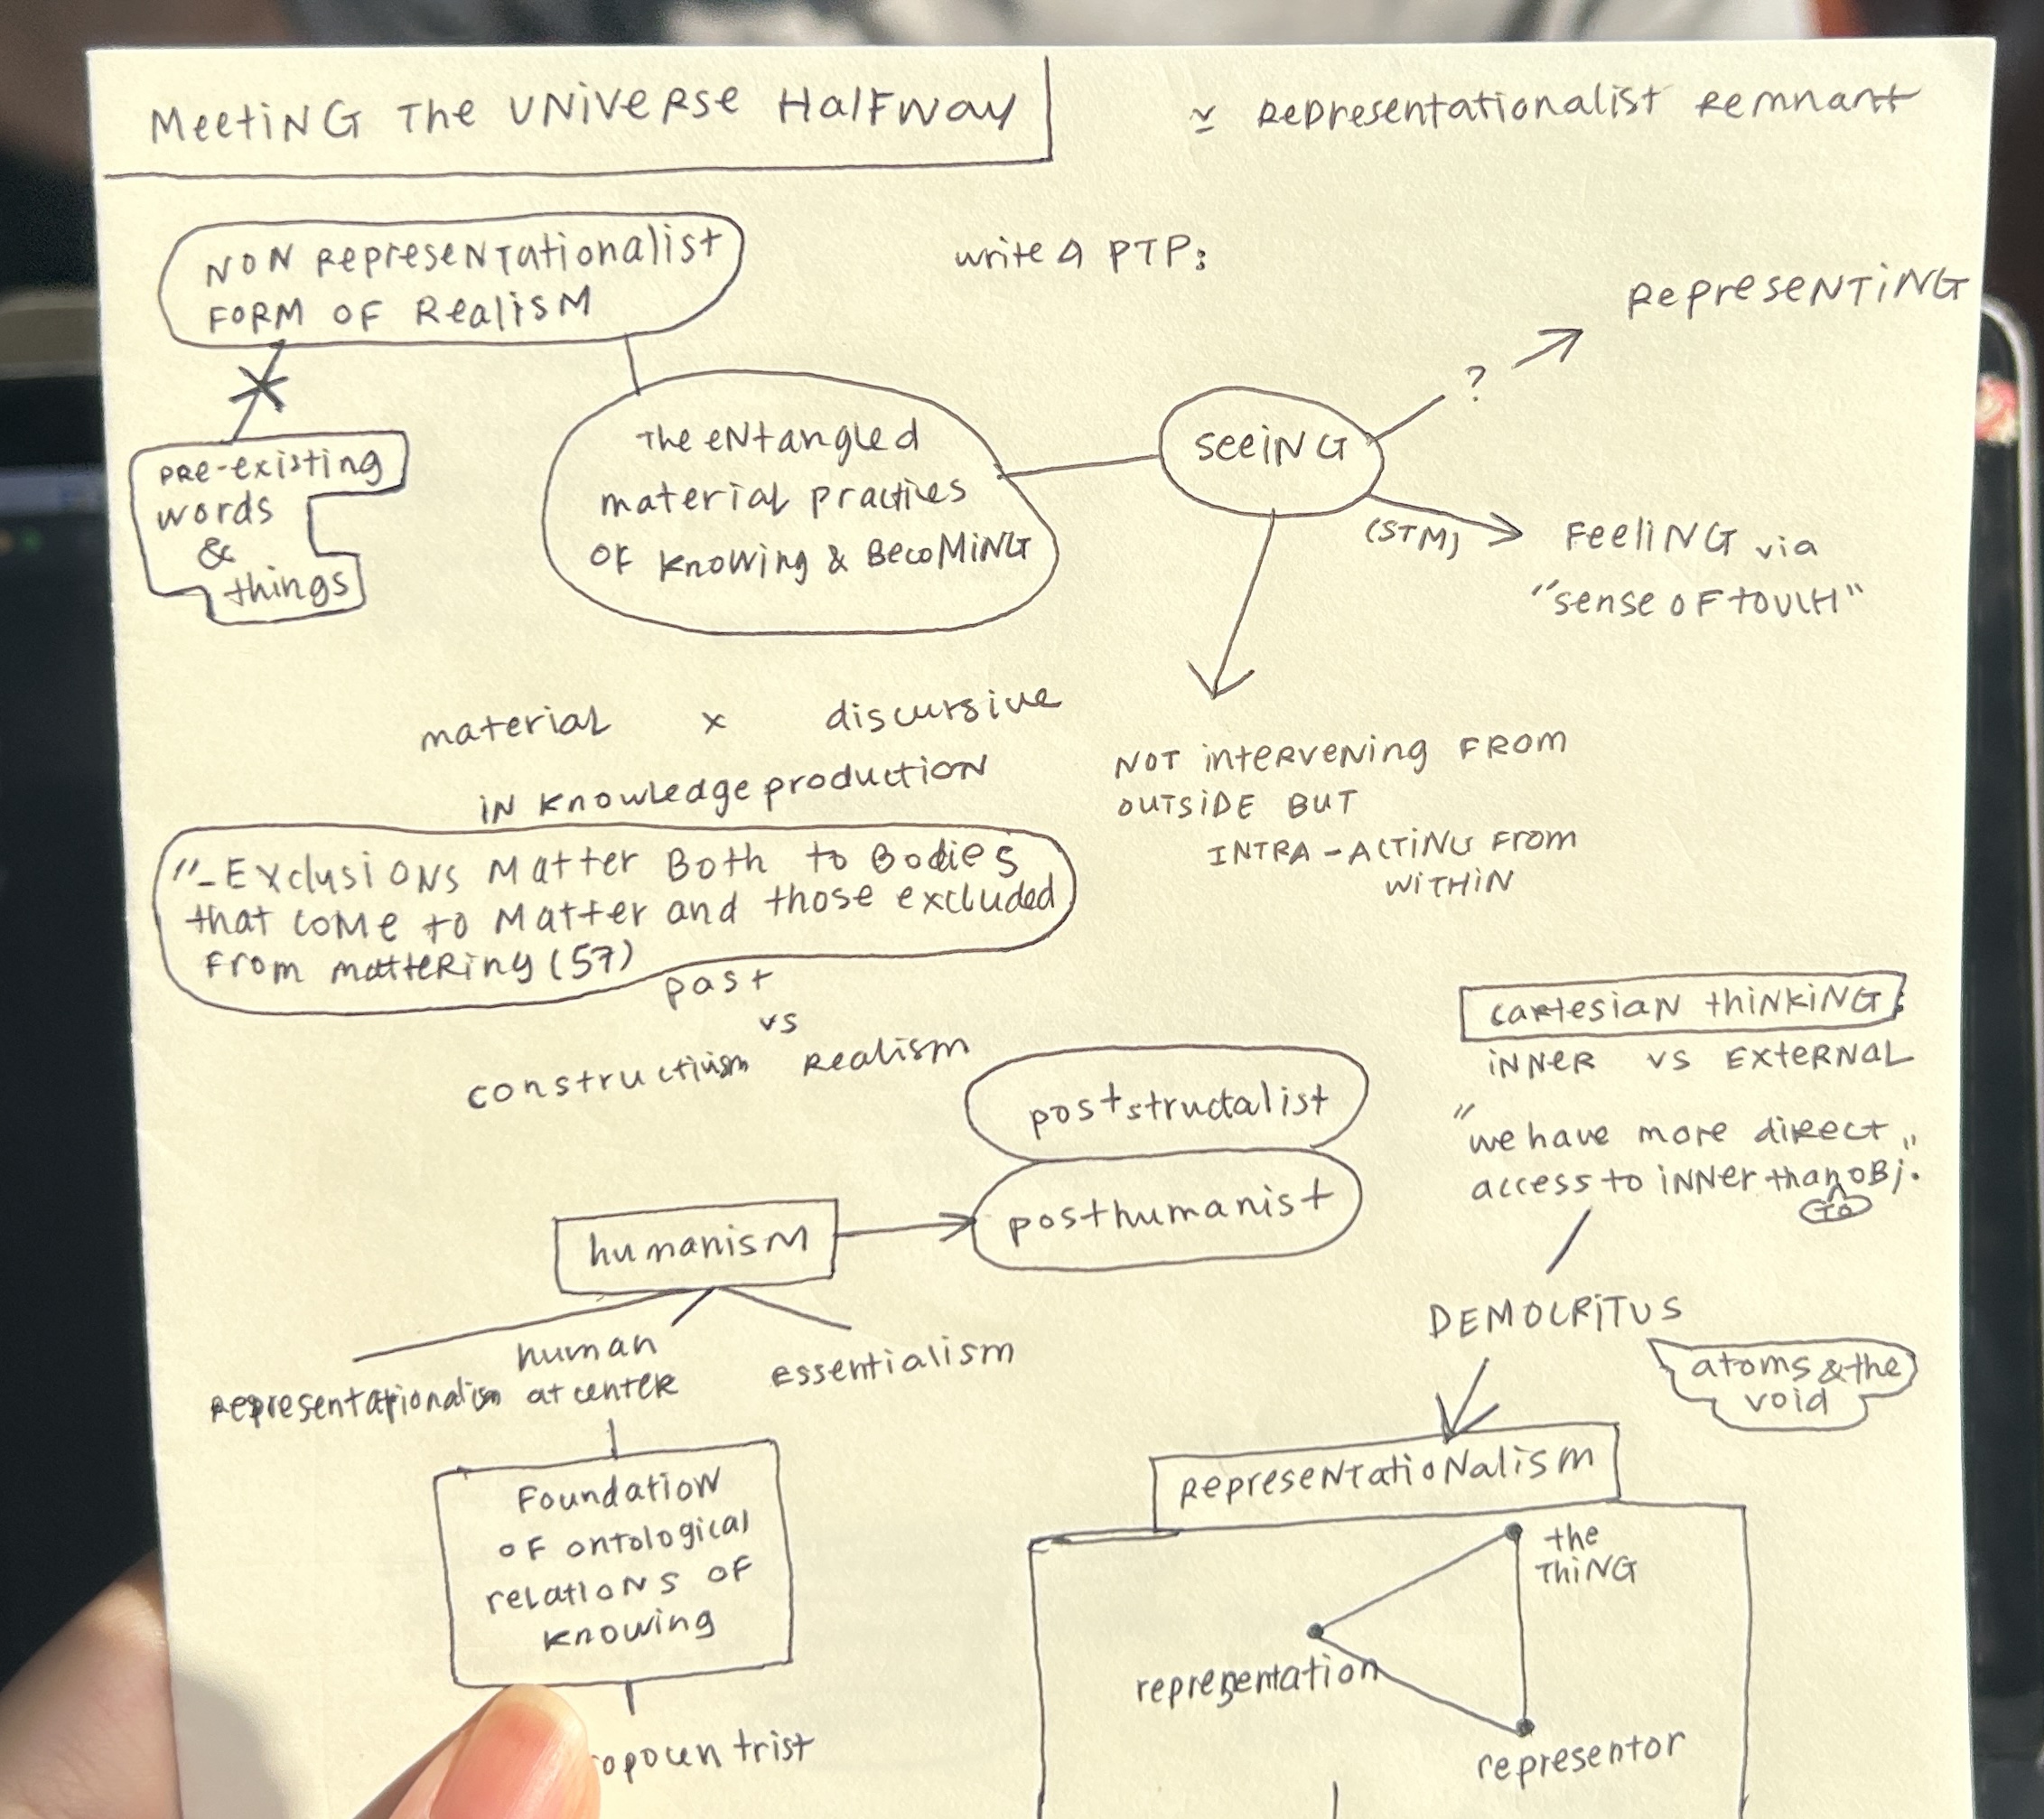 MEETING THE UNIVERSE HALFWAY
≚ REPRESENTATIONALIST REMNANT
NON REPRESENTATIONALIST
FORM OF REALISM
write a PTP:
REPRESENTING
?
SEEING
(STM)
FEELING via
"sense OF TOUCH"
The ENtangled
material practices
OF Knowing & BECOMING
PRE-existing
words
&
things
material x discursive
IN Knowledge production
NOT INTERVENING FROM
OUTSIDE BUT
INTRA-ACTING FROM
WITHIN
"-EXCLUSIONS MATTER BOTH to BODIES
that COME to MATTER and those excluded
From mattering (57)
past
vs
constructivism REALISM
CARTESIAN THINKING:
INNER VS EXTERNAL
"we have more direct
access to INNER than OBJ."
TO
poststructalist
posthumanist
humanism
DEMOCRITUS
atoms & the
void
human
representationalism at center
essentialism
Foundation
OF ontological
relations OF
Knowing
REPRESENTATIONALISM
the
THING
representation
representor
opocentrist